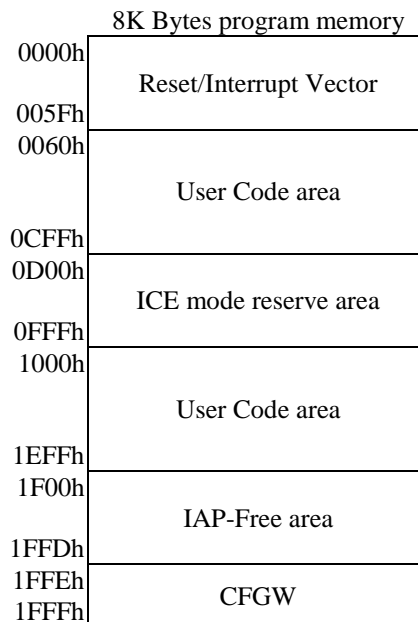 8K Bytes program memory
0000h
Reset/Interrupt Vector
005Fh
0060h
User Code area
0CFFh
0D00h
ICE mode reserve area
0FFFh
1000h
User Code area
1EFFh
1F00h
IAP-Free area
1FFDh
1FFEh
CFGW
1FFFh